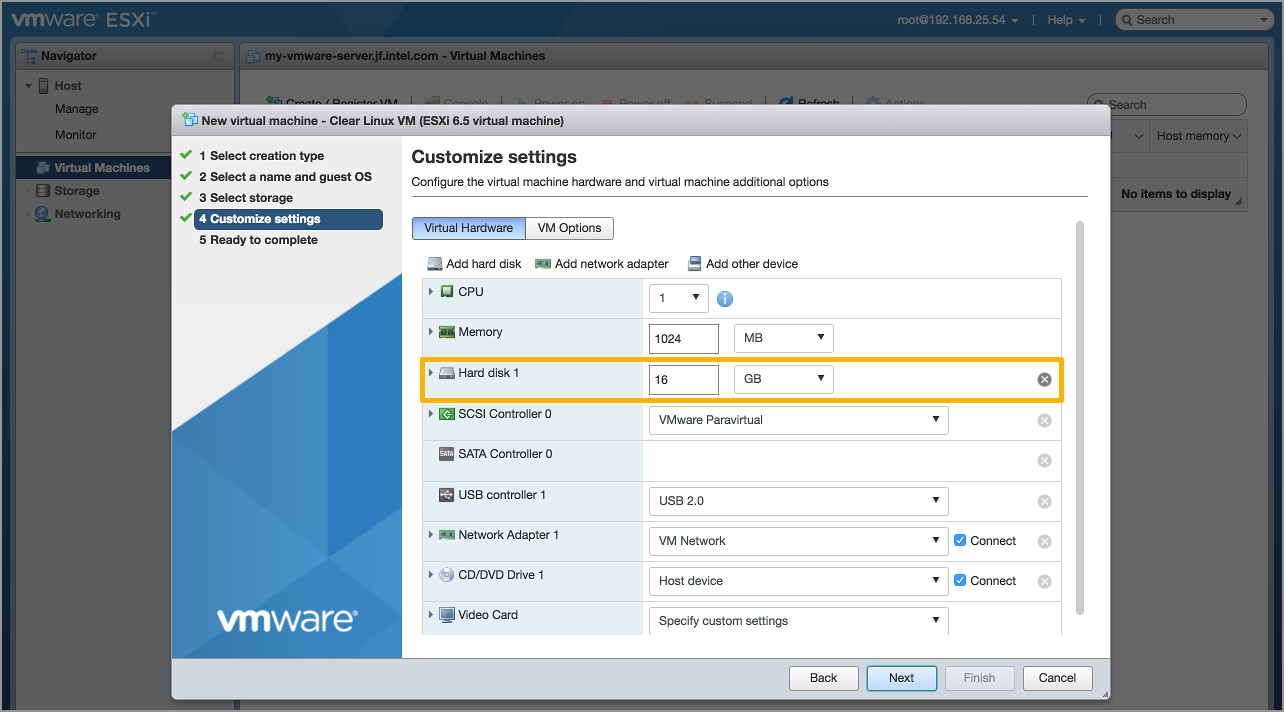 vmware ESXi™
root@192.168.25.54
Help
Search
Navigator
my-vmware-server.jf.intel.com - Virtual Machines
Host
Manage
Monitor
Virtual Machines
Storage
Networking
Create / Register VM
Console
Power on
Power off
Suspend
Refresh
Actions
Search
Host memory
No items to display
New virtual machine - Clear Linux VM (ESXi 6.5 virtual machine)
1 Select creation type
2 Select a name and guest OS
3 Select storage
4 Customize settings
5 Ready to complete
vmware®
Customize settings
Configure the virtual machine hardware and virtual machine additional options
Virtual Hardware
VM Options
Add hard disk
Add network adapter
Add other device
CPU
1
i
Memory
1024
MB
Hard disk 1
16
GB
SCSI Controller 0
VMware Paravirtual
SATA
SATA Controller 0
USB controller 1
USB 2.0
Network Adapter 1
VM Network
Connect
CD/DVD Drive 1
Host device
Connect
Video Card
Specify custom settings
Back
Next
Finish
Cancel